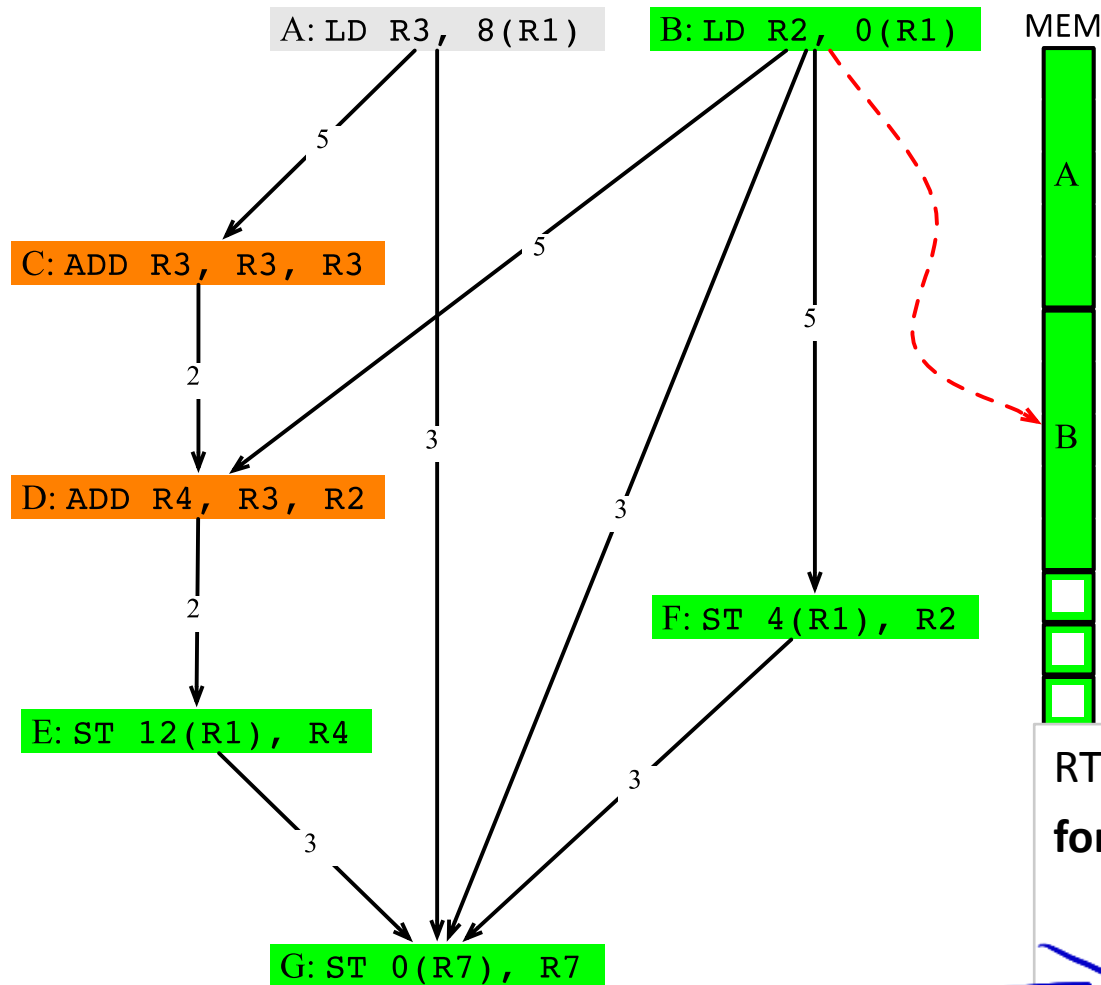 A: LD R3, 8(R1)
B: LD R2, 0(R1)
MEM
5
A
C: ADD R3, R3, R3
5
5
2
3
B
D: ADD R4, R3, R2
3
2
F: ST 4(R1), R2
E: ST 12(R1), R4
3
3
RT
for
G: ST 0(R7), R7